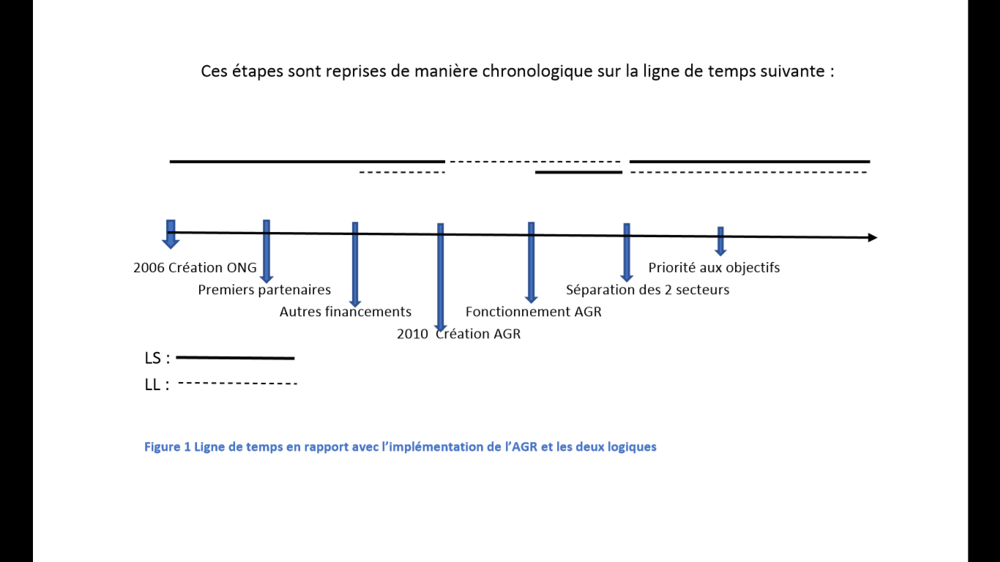 Ces étapes sont reprises de manière chronologique sur la ligne de temps suivante :
2006 Création ONG
Priorité aux objectifs
Premiers partenaires
Séparation des 2 secteurs
Autres financements
Fonctionnement AGR
2010 Création AGR
LS :
LL :
Figure 1 Ligne de temps en rapport avec l’implémentation de l’AGR et les deux logiques